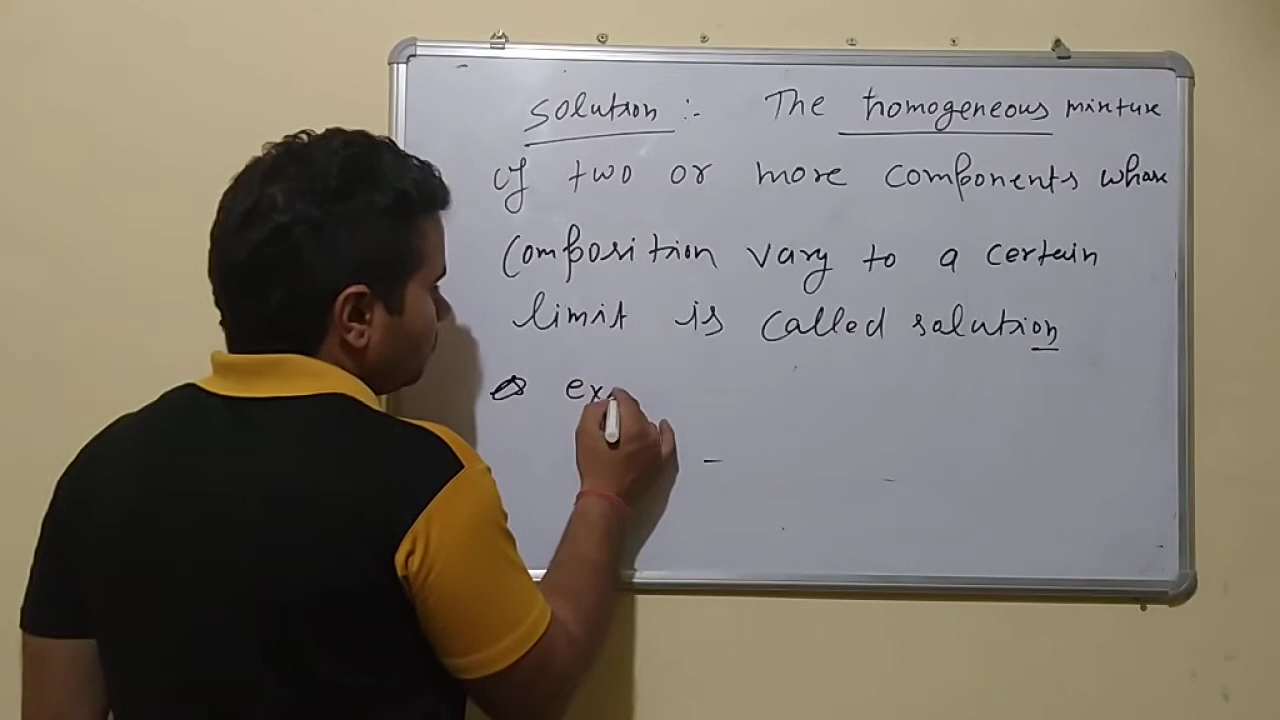 Solution :- The homogeneous mixture
of two or more components whose
composition vary to a certain
limit is called solution
ex